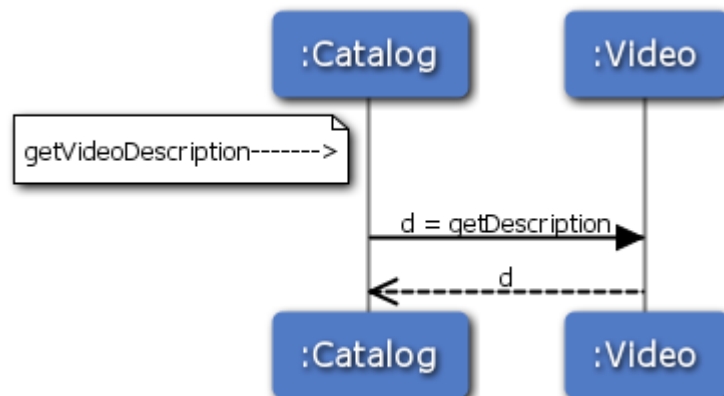 :Catalog :Video
getVideoDescription------->
d = getDescription
d
:Catalog :Video